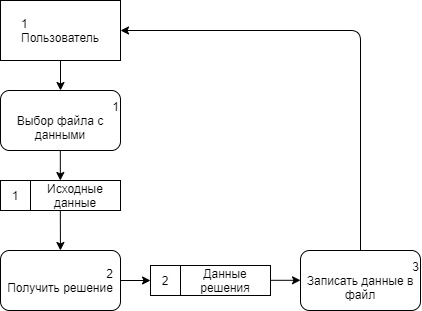 1
Пользователь
1
Выбор файла с
данными
1
Исходные
данные
2
Получить решение
2
Данные
решения
3
Записать данные в
файл